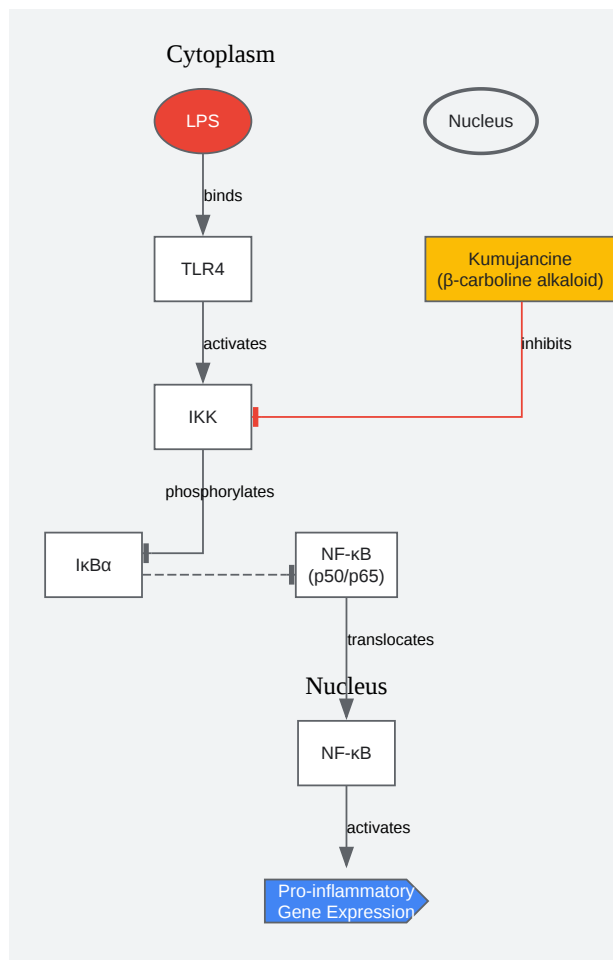 Cytoplasm
LPS
Nucleus
binds
TLR4
Kumujancine
(β-carboline alkaloid)
activates
inhibits
IKK
phosphorylates
IκBα
NF-κB
(p50/p65)
translocates
Nucleus
NF-κB
activates
Pro-inflammatory
Gene Expression